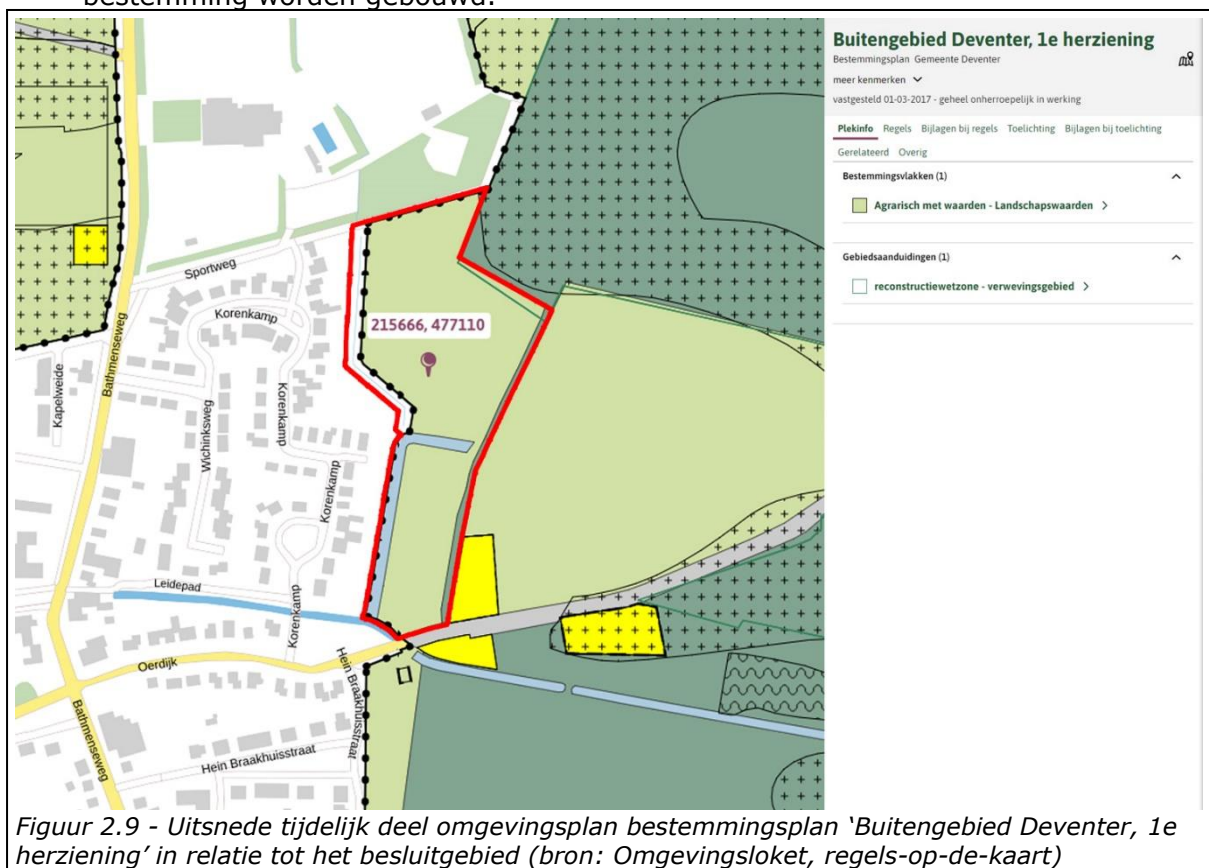 bestemming worden gebouwd.
Buitengebied Deventer, 1e herziening
Bestemmingsplan Gemeente Deventer
meer kenmerken
vastgesteld 01-03-2017 - geheel onherroepelijk in werking
Plekinfo Regels Bijlagen bij regels Toelichting Bijlagen bij toelichting
Gerelateerd Overig
Bestemmingsvlakken (1)
Agrarisch met waarden - Landschapswaarden
Gebiedsaanduidingen (1)
reconstructiewetzone - verwevingsgebied
Sportweg
Korenkamp
215666, 477110
Bathmenseweg
Kapelweide
Wichinksweg
Korenkamp
Korenkamp
Leidepad
Korenkamp
Oerdijk
Hein Braakhuisstraat
Bathmenseweg
Hein Braakhuisstraat
Figuur 2.9 - Uitsnede tijdelijk deel omgevingsplan bestemmingsplan ‘Buitengebied Deventer, 1e
herziening’ in relatie tot het besluitgebied (bron: Omgevingsloket, regels-op-de-kaart)